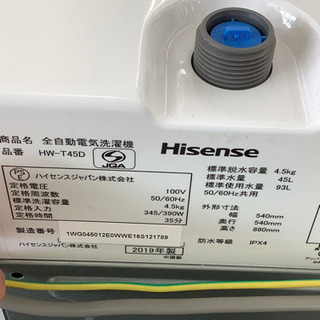 商品名 全自動電気洗濯機
品番 HW-T45D
JQA
Hisense
PS
E
ハイセンスジャパン株式会社
定格電圧 100V
定格周波数 50/60Hz
標準洗濯容量 4.5kg
定格入力 345/390W
標準時間 35分
標準脱水容量 4.5kg
標準水量 45L
標準使用水量 93L
50/60Hz共用
外形寸法
幅 540mm
奥行 540mm
高さ 880mm
防水等級 IPX4
製造番号 1WG046012E0WWE16S121789
ハイセンスジャパン株式会社
2019年製
中国製